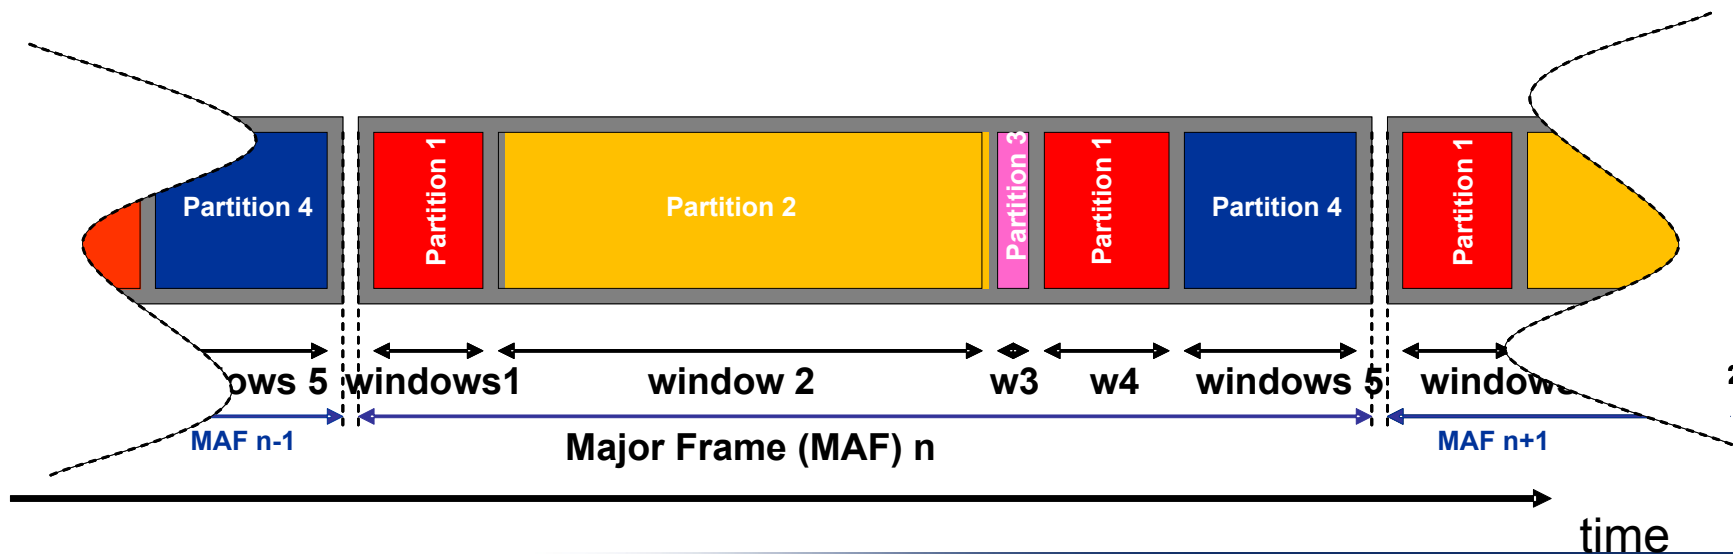 Partition 4
Partition 1
Partition 2
Partition 3
Partition 1
Partition 4
Partition 1
ows 5
windows1
window 2
w3
w4
windows 5
window
MAF n-1
Major Frame (MAF) n
MAF n+1
time